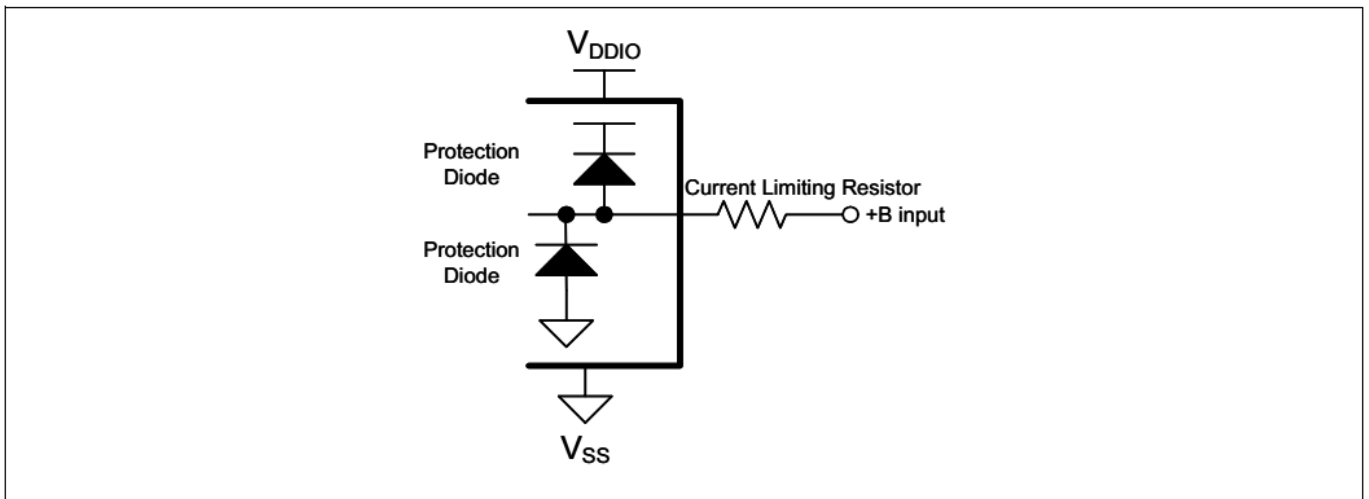 VDDIO
Protection
Diode
Current Limiting Resistor
+B input
Protection
Diode
VSS